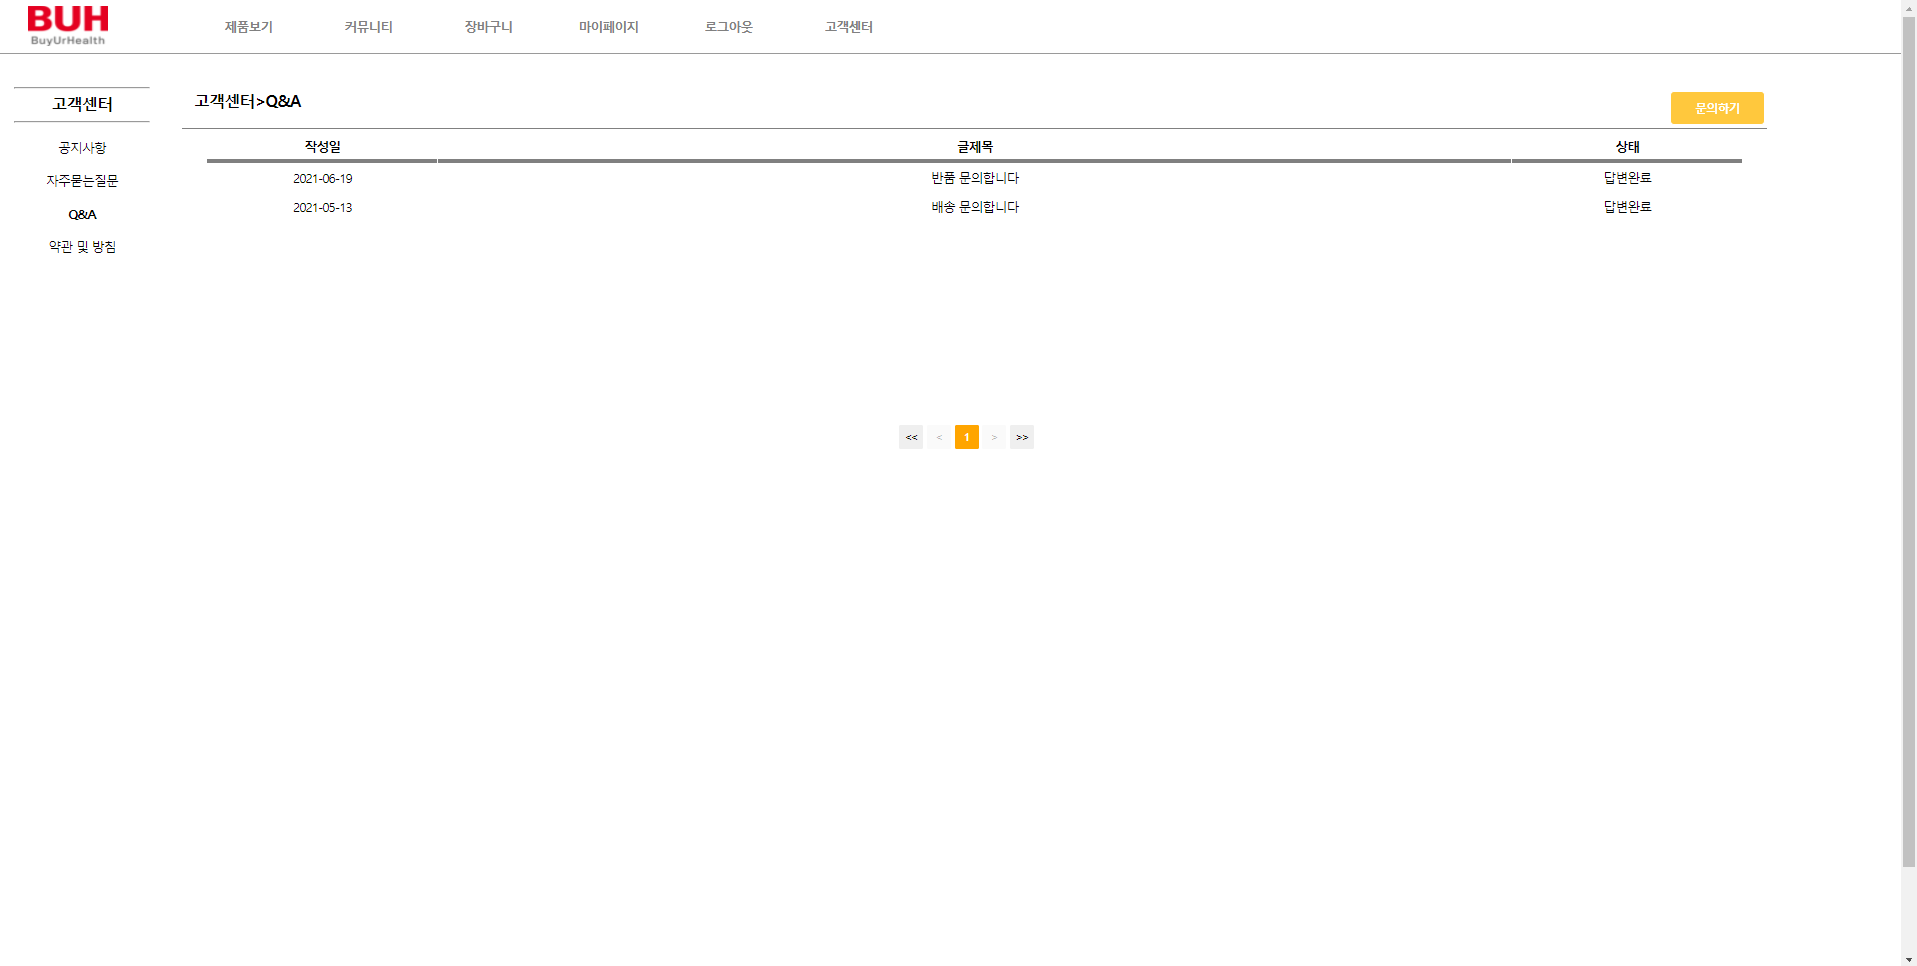 BUH
BuyUrHealth
제품보기 커뮤니티 장바구니 마이페이지 로그아웃 고객센터
고객센터
공지사항
자주묻는질문
Q&A
약관 및 방침
고객센터>Q&A
문의하기
작성일 글제목 상태
2021-06-19 반품 문의합니다 답변완료
2021-05-13 배송 문의합니다 답변완료
<< < 1 > >>